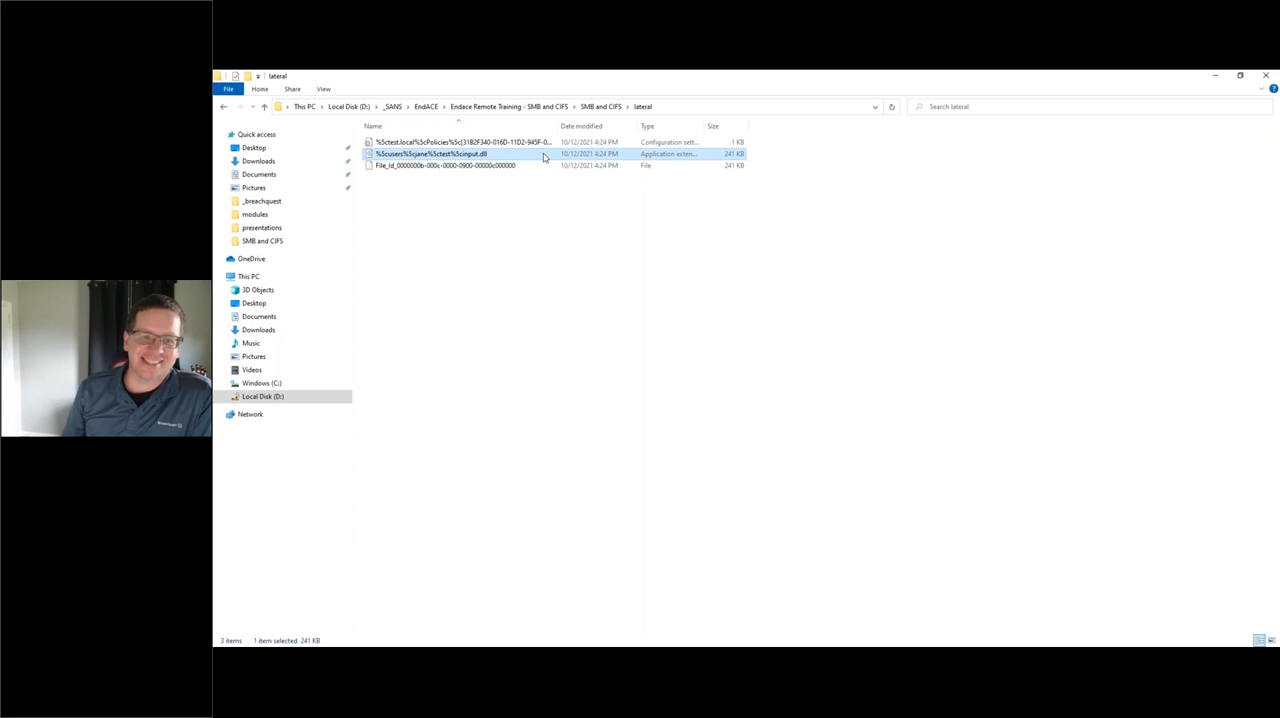 lateral
File Home Share View
This PC Local Disk (D:) _SANS EndACE Endace Remote Training - SMB and CIFS SMB and CIFS lateral
Search lateral
Name Date modified Type Size
%5ctest.local%5cPolicies%5c{31B2F340-016D-11D2-945F-0... 10/12/2021 4:24 PM Configuration sett... 1 KB
%5cusers%5cjane%5ctest%5cinput.dll 10/12/2021 4:24 PM Application exten... 241 KB
File_Id_0000000b-000c-0000-0900-00000c000000 10/12/2021 4:24 PM File 241 KB
Quick access
Desktop
Downloads
Documents
Pictures
_breachquest
modules
presentations
SMB and CIFS
OneDrive
This PC
3D Objects
Desktop
Documents
Downloads
Music
Pictures
Videos
Windows (C:)
Local Disk (D:)
Network
3 items 1 item selected 241 KB